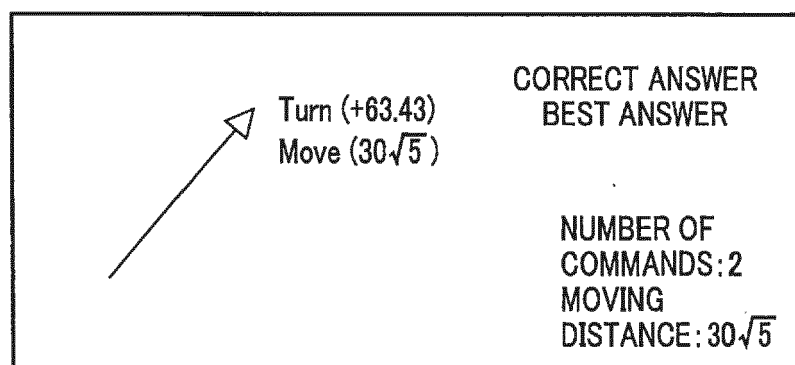 Turn (+63.43)
Move (30√5)
CORRECT ANSWER
BEST ANSWER
NUMBER OF
COMMANDS:2
MOVING
DISTANCE:30√5